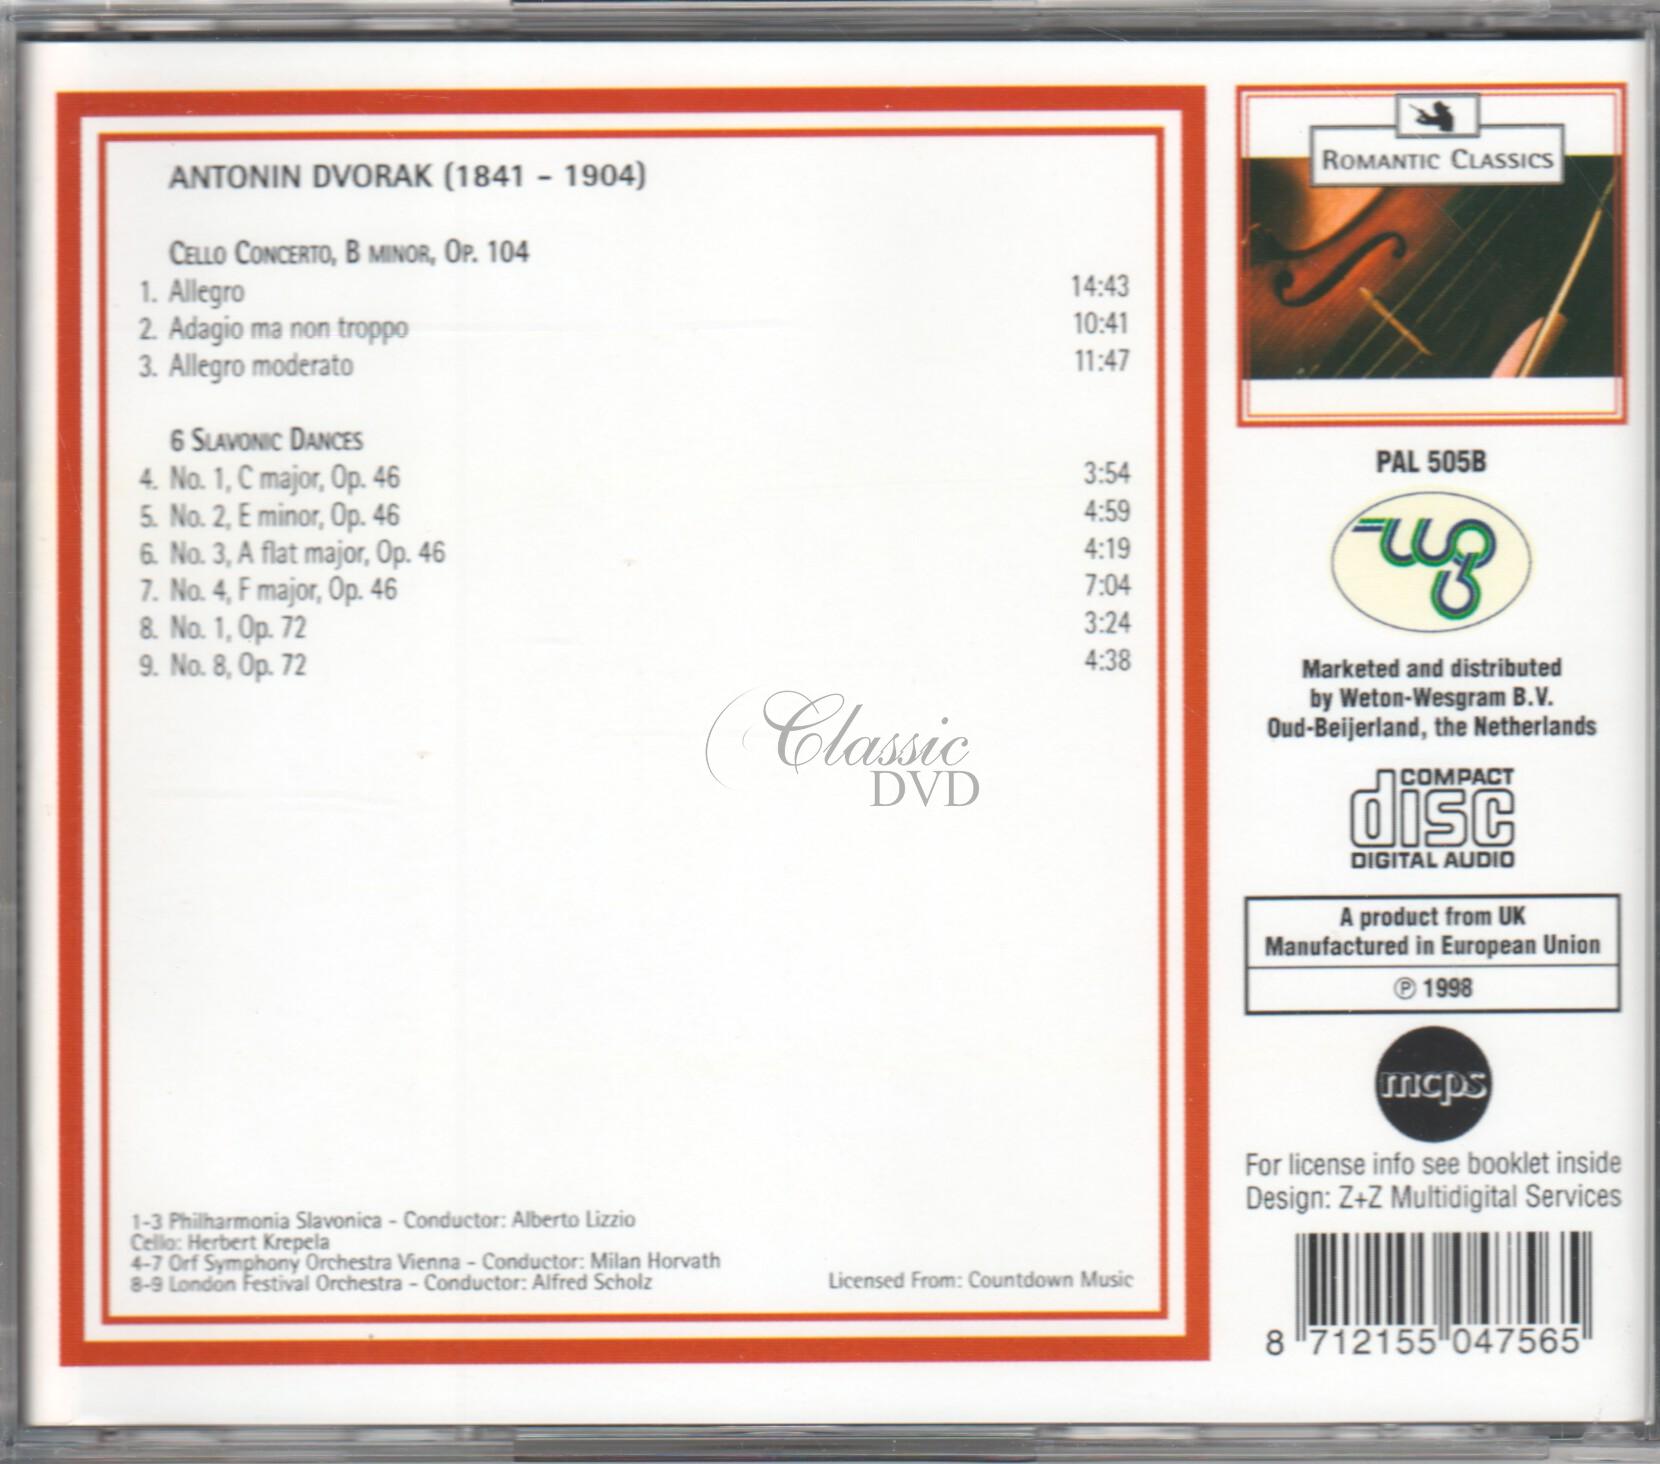 ANTONIN DVORAK (1841 - 1904)
CELLO CONCERTO, B MINOR, OP. 104
1. Allegro 14:43
2. Adagio ma non troppo 10:41
3. Allegro moderato 11:47
6 SLAVONIC DANCES
4. No. 1, C major, Op. 46 3:54
5. No. 2, E minor, Op. 46 4:59
6. No. 3, A flat major, Op. 46 4:19
7. No. 4, F major, Op. 46 7:04
8. No. 1, Op. 72 3:24
9. No. 8, Op. 72 4:38
Classic
DVD
1-3 Philharmonia Slavonica - Conductor: Alberto Lizzio
Cello: Herbert Krepela
4-7 Orf Symphony Orchestra Vienna - Conductor: Milan Horvath
8-9 London Festival Orchestra - Conductor: Alfred Scholz
Licensed From: Countdown Music
ROMANTIC CLASSICS
PAL 505B
Marketed and distributed
by Weton-Wesgram B.V.
Oud-Beijerland, the Netherlands
COMPACT
disc
DIGITAL AUDIO
A product from UK
Manufactured in European Union
℗ 1998
mcps
For license info see booklet inside
Design: Z+Z Multidigital Services
8 712155 047565